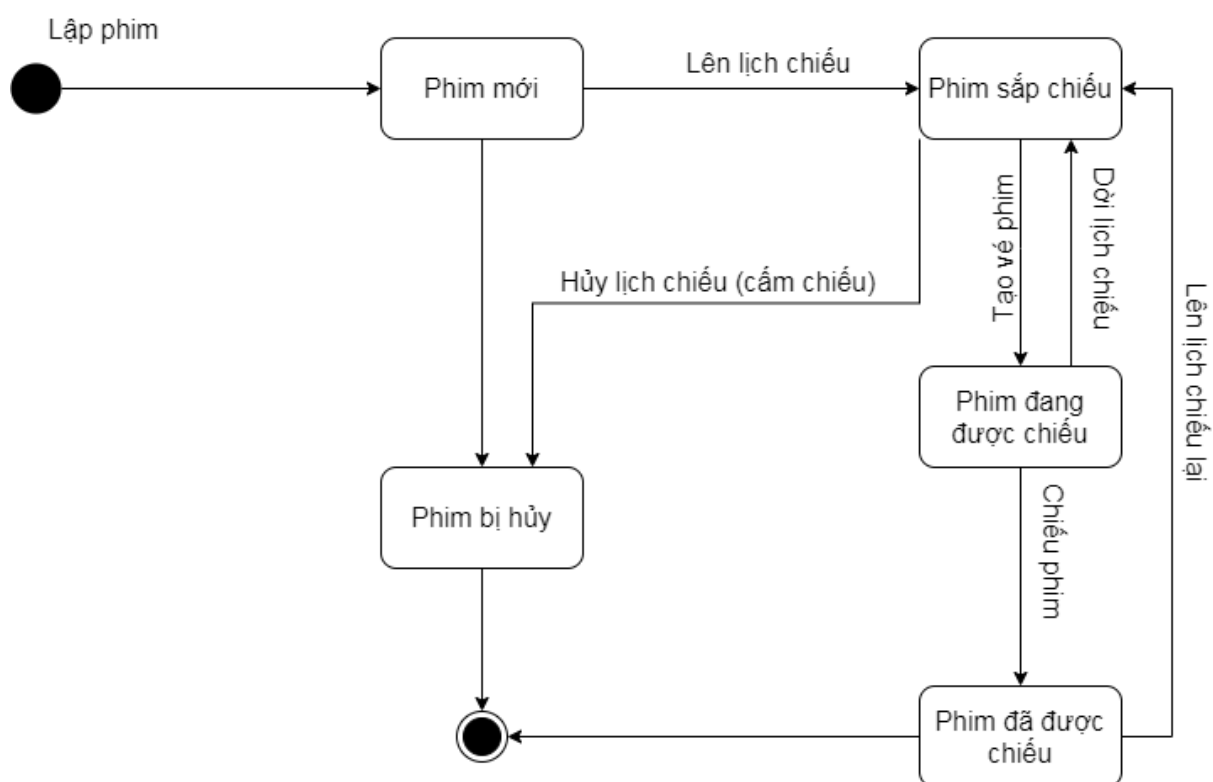 Lập phim
Phim mới
Lên lịch chiếu
Phim sắp chiếu
Tạo vé phim
Dời lịch chiếu
Lên lịch chiếu lại
Hủy lịch chiếu (cấm chiếu)
Phim đang
được chiếu
Phim bị hủy
Chiếu phim
Phim đã được
chiếu